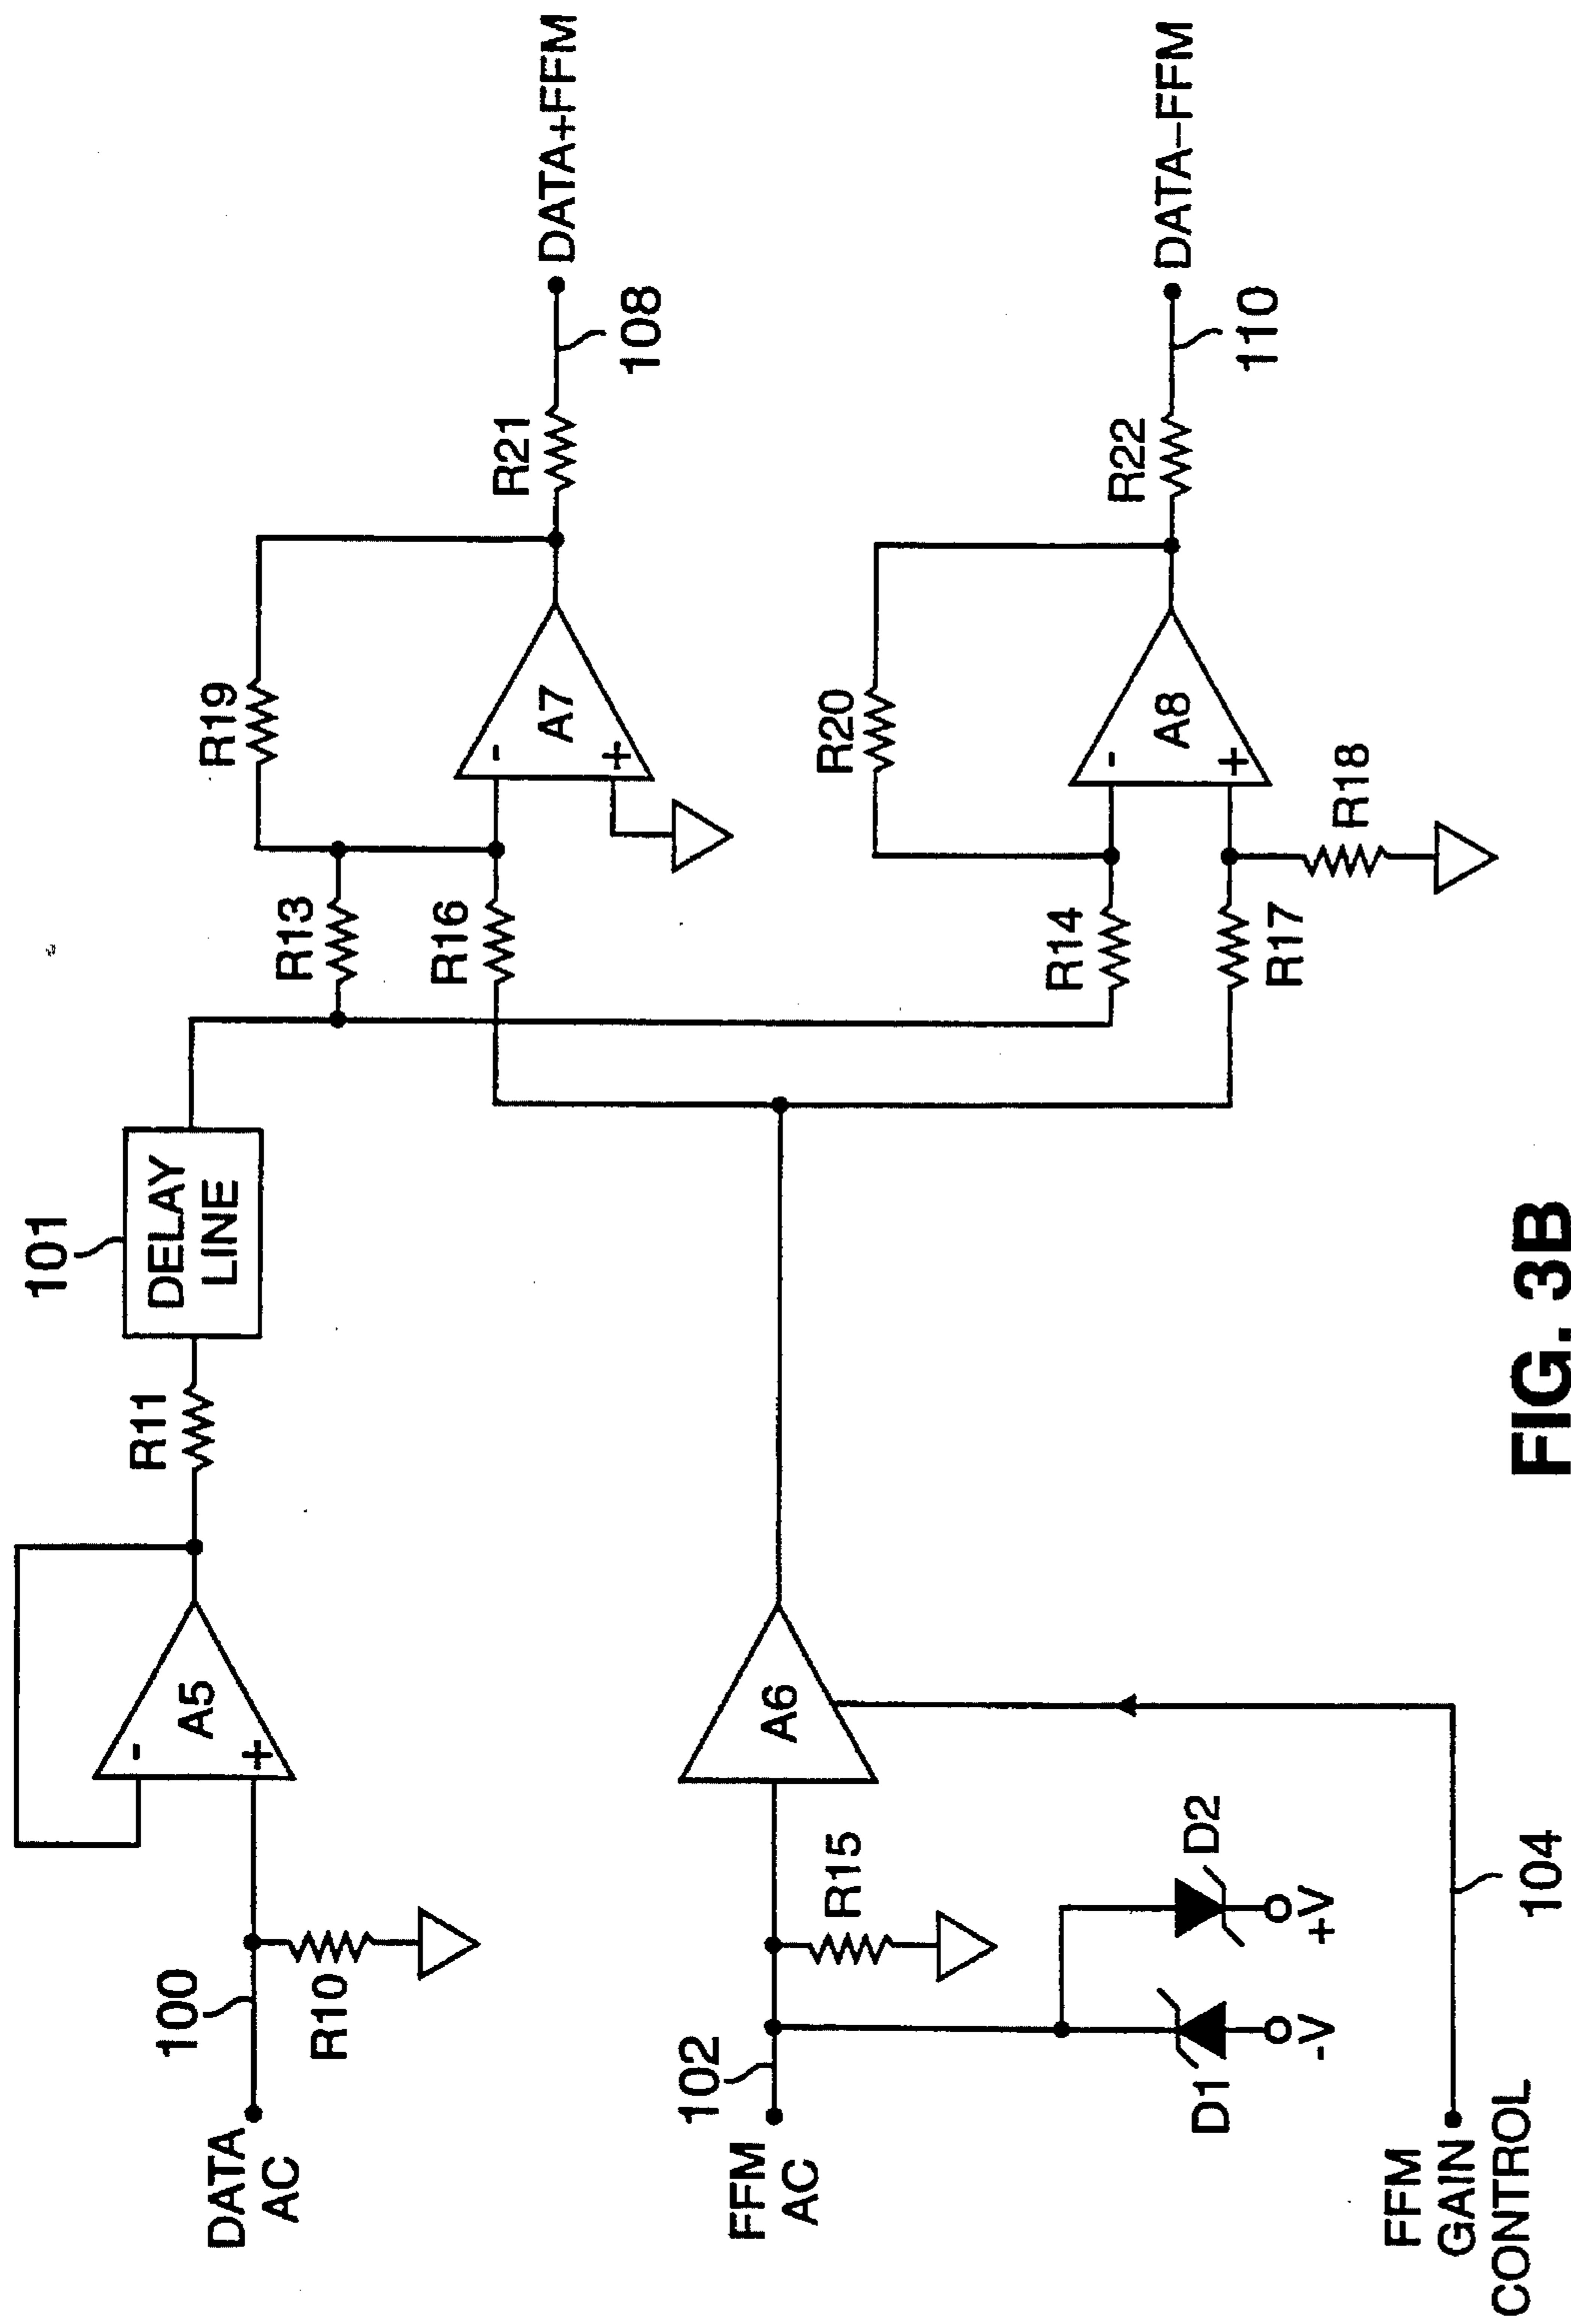 DATA
AC
100
R10
-
+
A5
R11
101
DELAY
LINE
R13
R19
R16
-
+
A7
R21
108
DATA+FFM
FFM
AC
102
R15
D1
-V
D2
+V
A6
R14
R17
R20
-
+
A8
R18
R22
110
DATA-FFM
FFM
GAIN
CONTROL
104
FIG. 3B